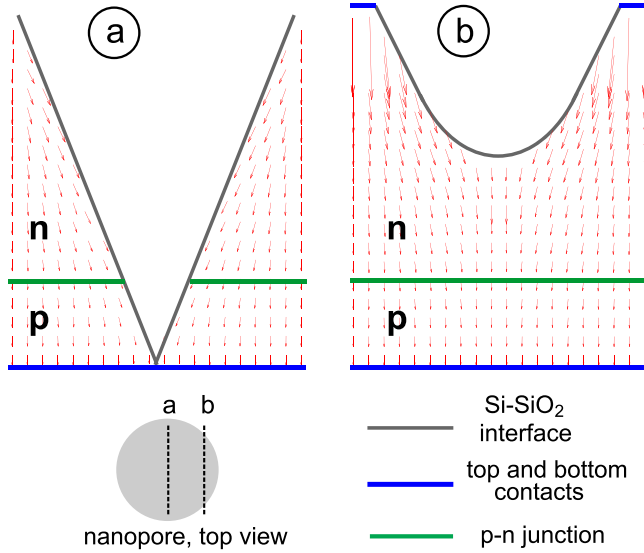 a
b
n
n
p
p
a b
nanopore, top view
Si-SiO₂
interface
top and bottom
contacts
p-n junction